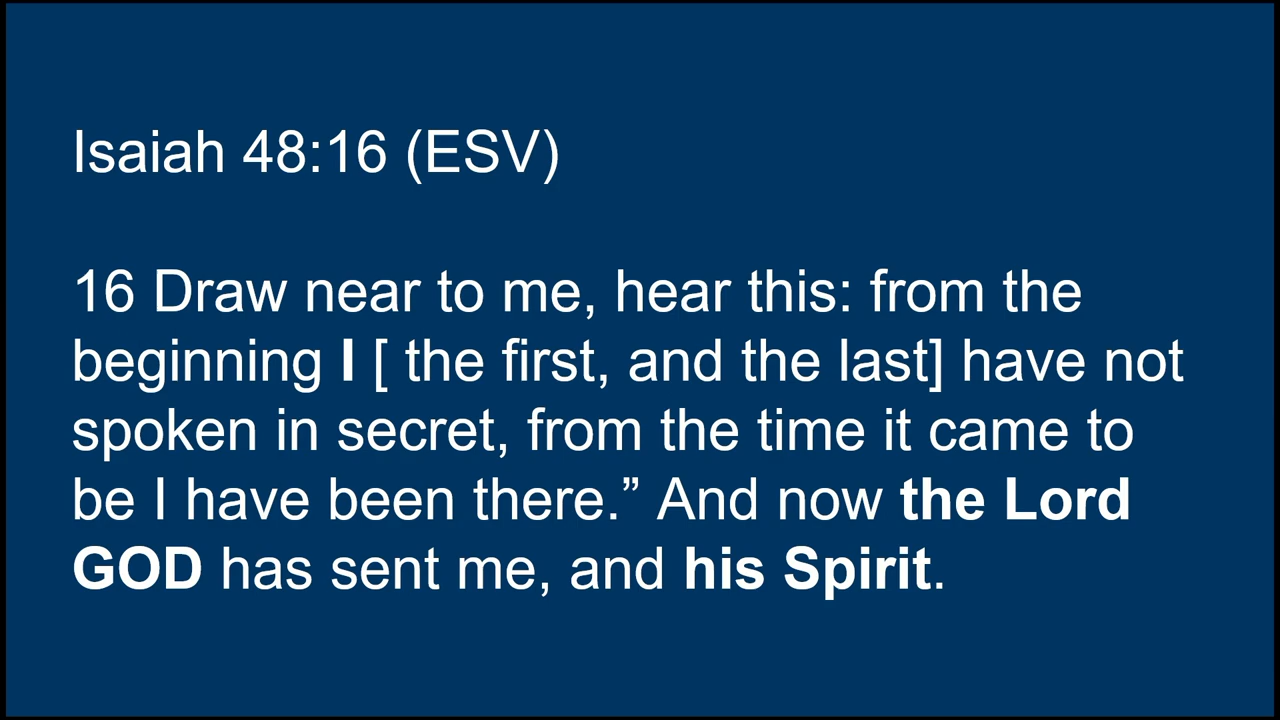 Isaiah 48:16 (ESV)
16 Draw near to me, hear this: from the
beginning I [ the first, and the last] have not
spoken in secret, from the time it came to
be I have been there.” And now the Lord
GOD has sent me, and his Spirit.